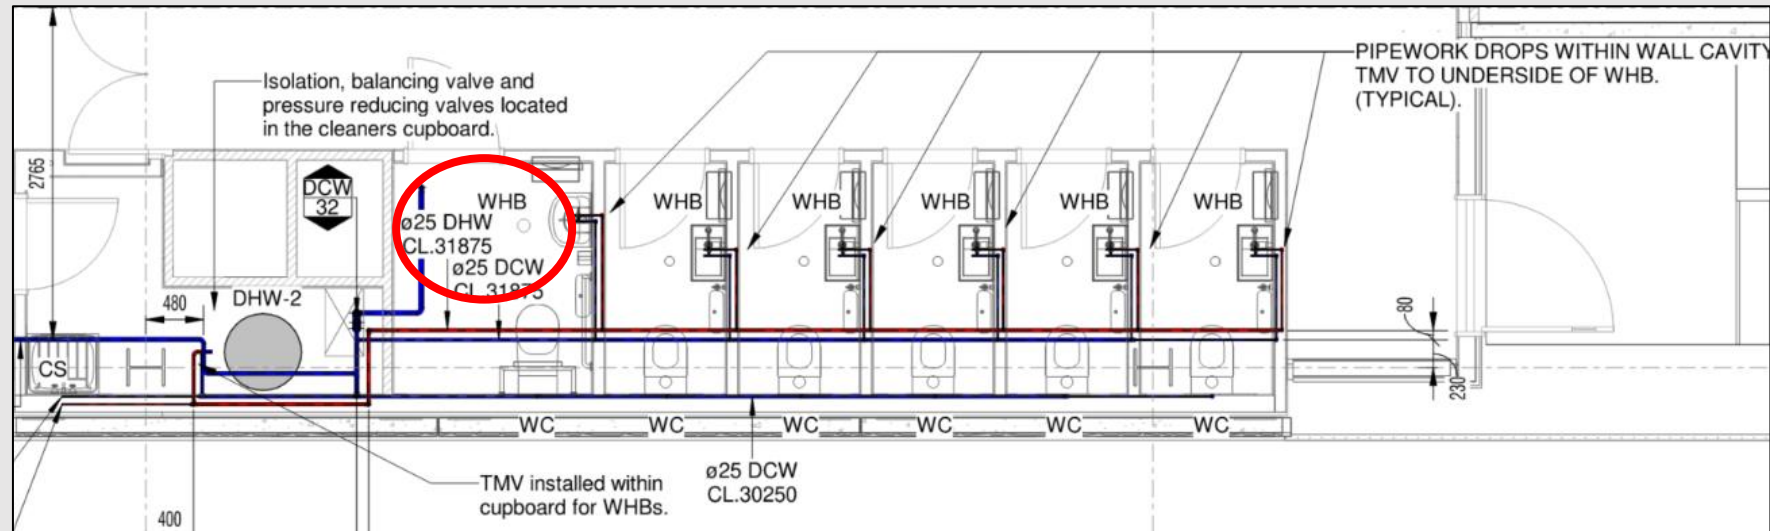 Isolation, balancing valve and
pressure reducing valves located
in the cleaners cupboard.
PIPEWORK DROPS WITHIN WALL CAVITY
TMV TO UNDERSIDE OF WHB.
(TYPICAL).
2765
DCW
32
WHB
WHB
WHB
WHB
WHB
WHB
ø25 DHW
CL.31875
ø25 DCW
CL.31875
480
DHW-2
80
230
CS
WC
WC
WC
WC
WC
WC
TMV installed within
cupboard for WHBs.
ø25 DCW
CL.30250
400